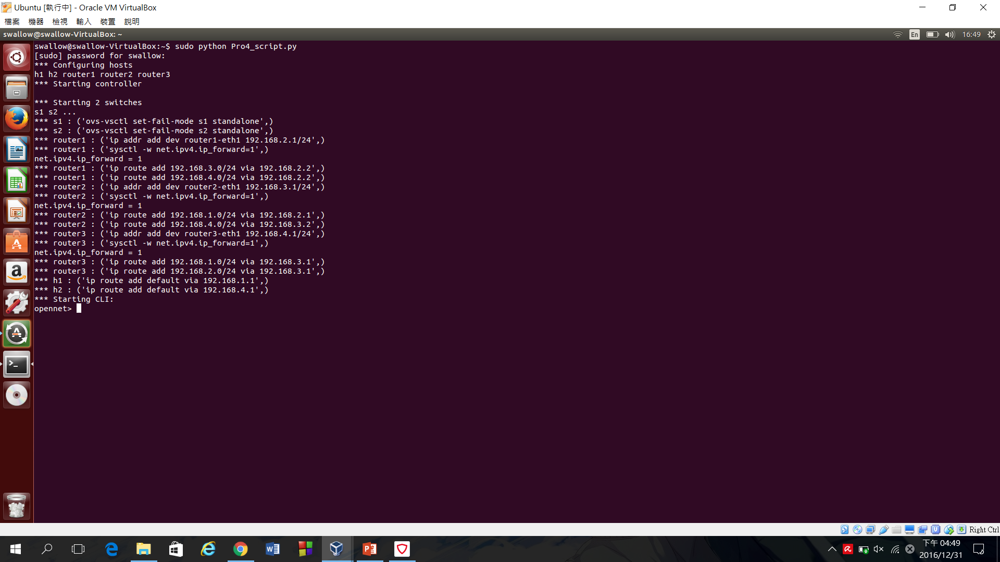 Ubuntu [執行中] - Oracle VM VirtualBox
檔案 機器 檢視 輸入 裝置 說明
swallow@swallow-VirtualBox: ~
En 16:49
swallow@swallow-VirtualBox:~$ sudo python Pro4_script.py
[sudo] password for swallow:
*** Configuring hosts
h1 h2 router1 router2 router3
*** Starting controller
*** Starting 2 switches
s1 s2 ...
*** s1 : ('ovs-vsctl set-fail-mode s1 standalone',)
*** s2 : ('ovs-vsctl set-fail-mode s2 standalone',)
*** router1 : ('ip addr add dev router1-eth1 192.168.2.1/24',)
*** router1 : ('sysctl -w net.ipv4.ip_forward=1',)
net.ipv4.ip_forward = 1
*** router1 : ('ip route add 192.168.3.0/24 via 192.168.2.2',)
*** router1 : ('ip route add 192.168.4.0/24 via 192.168.2.2',)
*** router2 : ('ip addr add dev router2-eth1 192.168.3.1/24',)
*** router2 : ('sysctl -w net.ipv4.ip_forward=1',)
net.ipv4.ip_forward = 1
*** router2 : ('ip route add 192.168.1.0/24 via 192.168.2.1',)
*** router2 : ('ip route add 192.168.4.0/24 via 192.168.3.2',)
*** router3 : ('ip addr add dev router3-eth1 192.168.4.1/24',)
*** router3 : ('sysctl -w net.ipv4.ip_forward=1',)
net.ipv4.ip_forward = 1
*** router3 : ('ip route add 192.168.1.0/24 via 192.168.3.1',)
*** router3 : ('ip route add 192.168.2.0/24 via 192.168.3.1',)
*** h1 : ('ip route add default via 192.168.1.1',)
*** h2 : ('ip route add default via 192.168.4.1',)
*** Starting CLI:
opennet>
Right Ctrl
下午 04:49
2016/12/31